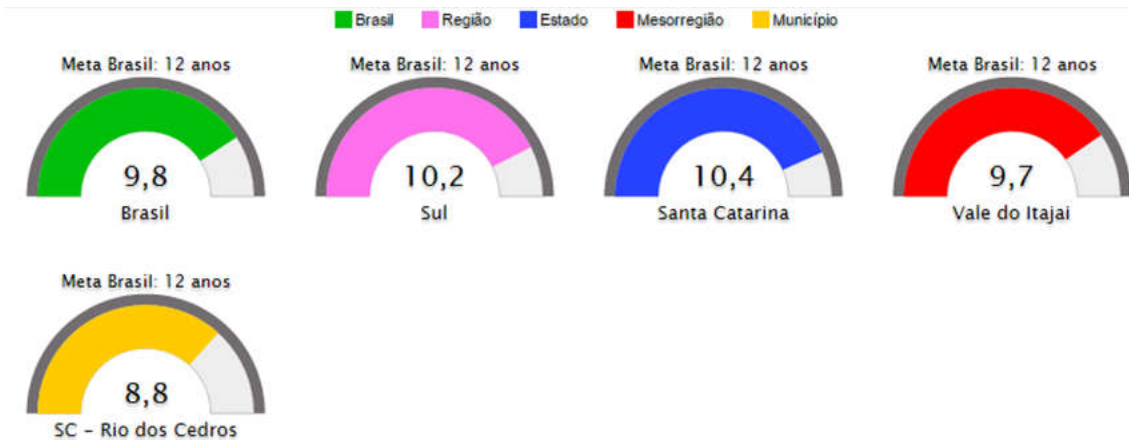 Brasil Região Estado Mesorregião Município
Meta Brasil: 12 anos
9,8
Brasil
Meta Brasil: 12 anos
10,2
Sul
Meta Brasil: 12 anos
10,4
Santa Catarina
Meta Brasil: 12 anos
9,7
Vale do Itajai
Meta Brasil: 12 anos
8,8
SC - Rio dos Cedros